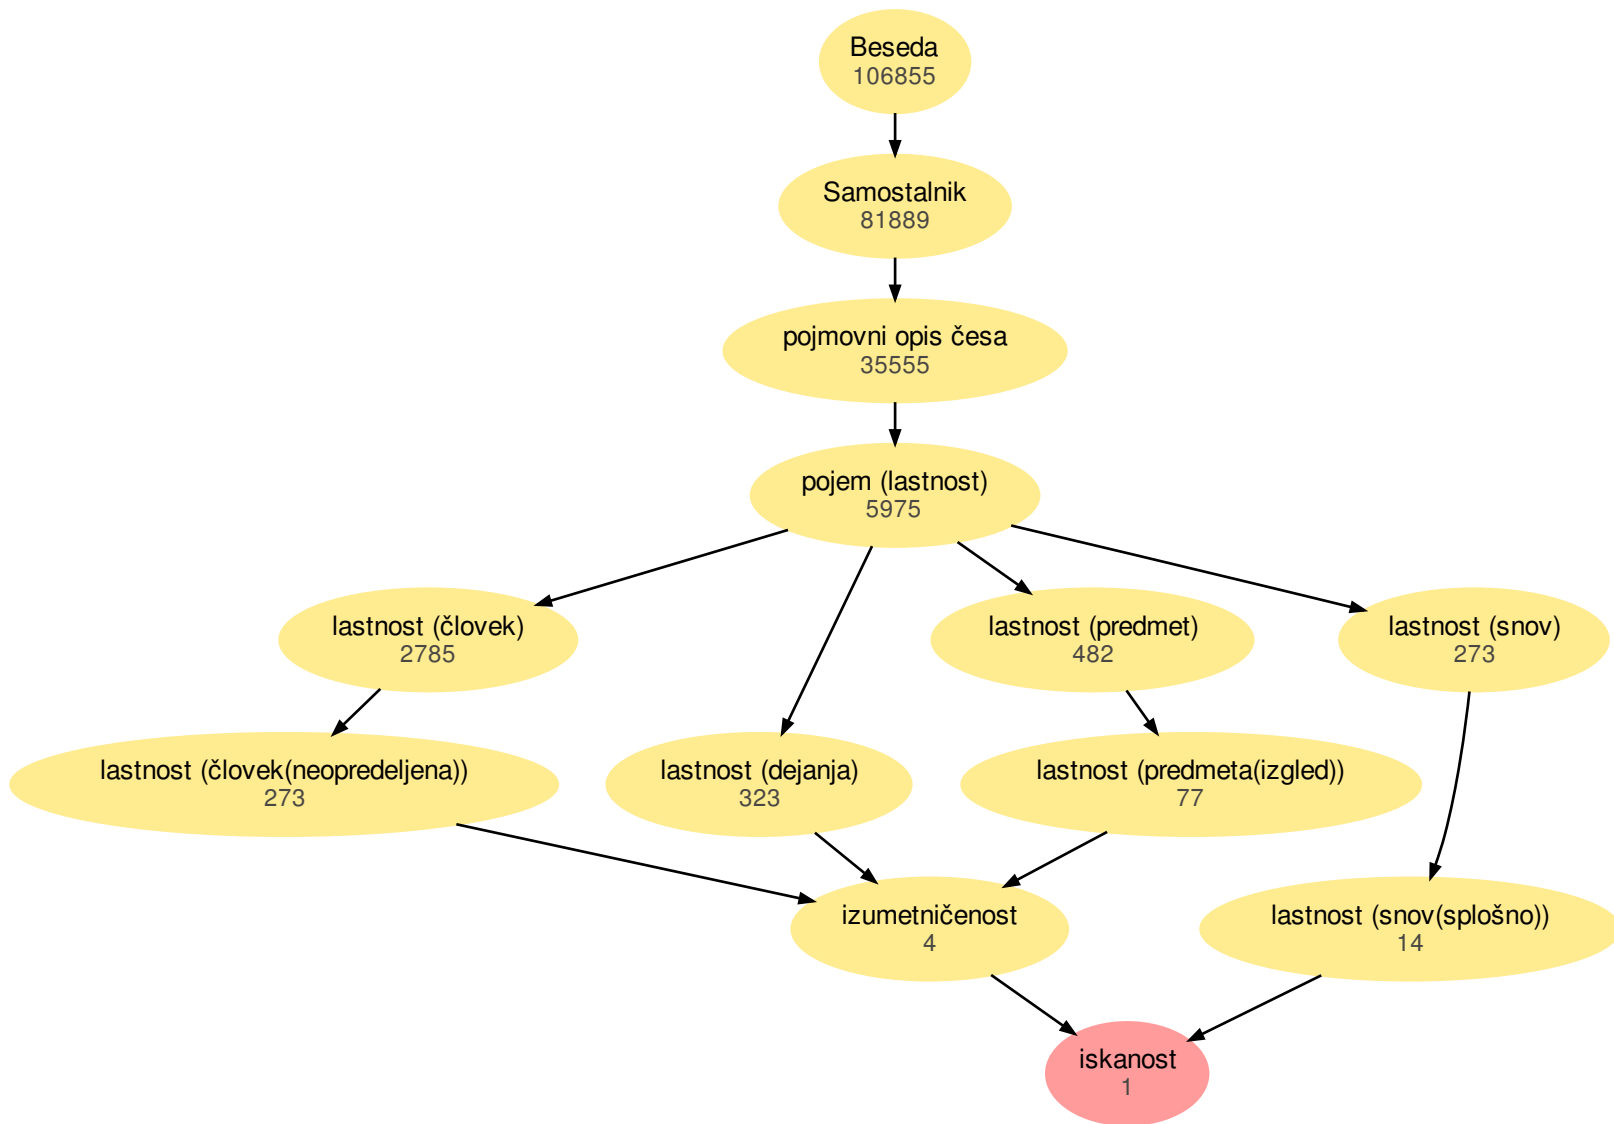 Beseda
106855
Samostalnik
81889
pojmovni opis česa
35555
pojem (lastnost)
5975
lastnost (človek)
2785
lastnost (predmet)
482
lastnost (snov)
273
lastnost (človek(neopredeljena))
273
lastnost (dejanja)
323
lastnost (predmeta(izgled))
77
izumetničenost
4
lastnost (snov(splošno))
14
iskanost
1